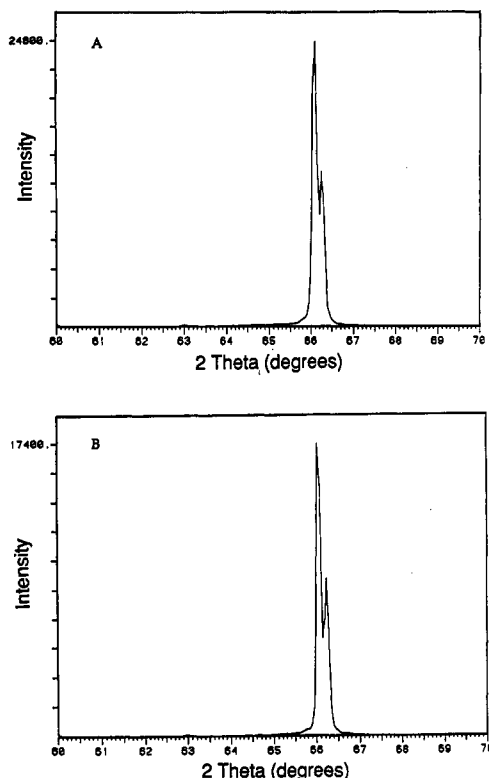 24800.
A
Intensity
60 61 62 63 64 65 66 67 68 69 70
2 Theta (degrees)
17400.
B
Intensity
60 61 62 63 64 65 66 67 68 69 70
2 Theta (degrees)